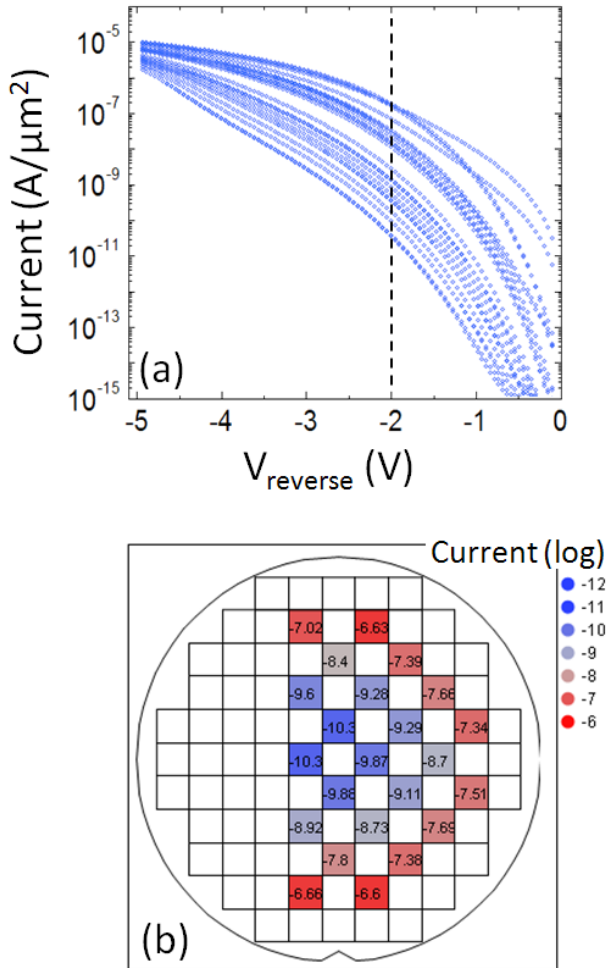 10⁻⁵
10⁻⁷
10⁻⁹
10⁻¹¹
10⁻¹³
10⁻¹⁵
Current (A/μm²)
(a)
-5 -4 -3 -2 -1 0
V_reverse (V)
Current (log)
-12
-11
-10
-9
-8
-7
-6
-7.02 -6.63
-8.4 -7.39
-9.6 -9.28 -7.66
-10.3 -9.29 -7.34
-10.3 -9.87 -8.7
-9.88 -9.11 -7.51
-8.92 -8.73 -7.69
-7.8 -7.38
-6.66 -6.6
(b)